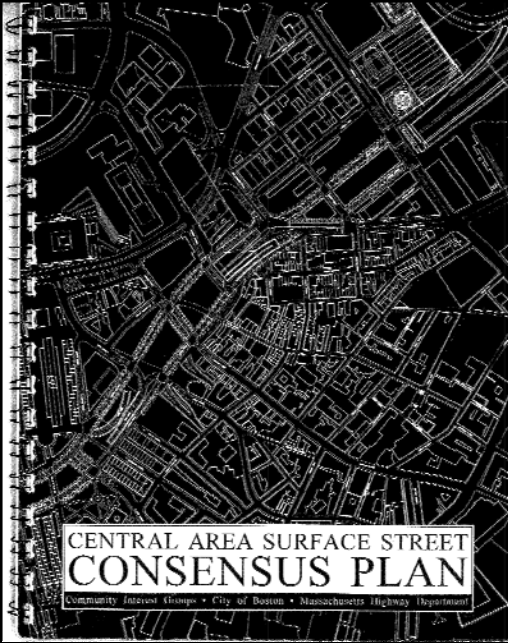 CENTRAL AREA SURFACE STREET
CONSENSUS PLAN
Community Interest Groups • City of Boston • Massachusetts Highway Department